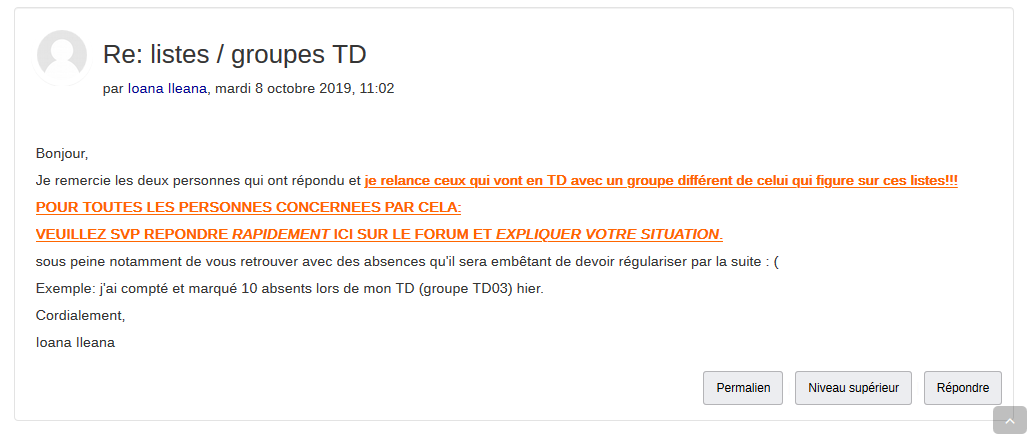 Re: listes / groupes TD
par Ioana Ileana, mardi 8 octobre 2019, 11:02
Bonjour,
Je remercie les deux personnes qui ont répondu et je relance ceux qui vont en TD avec un groupe différent de celui qui figure sur ces listes!!!
POUR TOUTES LES PERSONNES CONCERNEES PAR CELA:
VEUILLEZ SVP REPONDRE RAPIDEMENT ICI SUR LE FORUM ET EXPLIQUER VOTRE SITUATION.
sous peine notamment de vous retrouver avec des absences qu'il sera embêtant de devoir régulariser par la suite : (
Exemple: j'ai compté et marqué 10 absents lors de mon TD (groupe TD03) hier.
Cordialement,
Ioana Ileana
Permalien Niveau supérieur Répondre